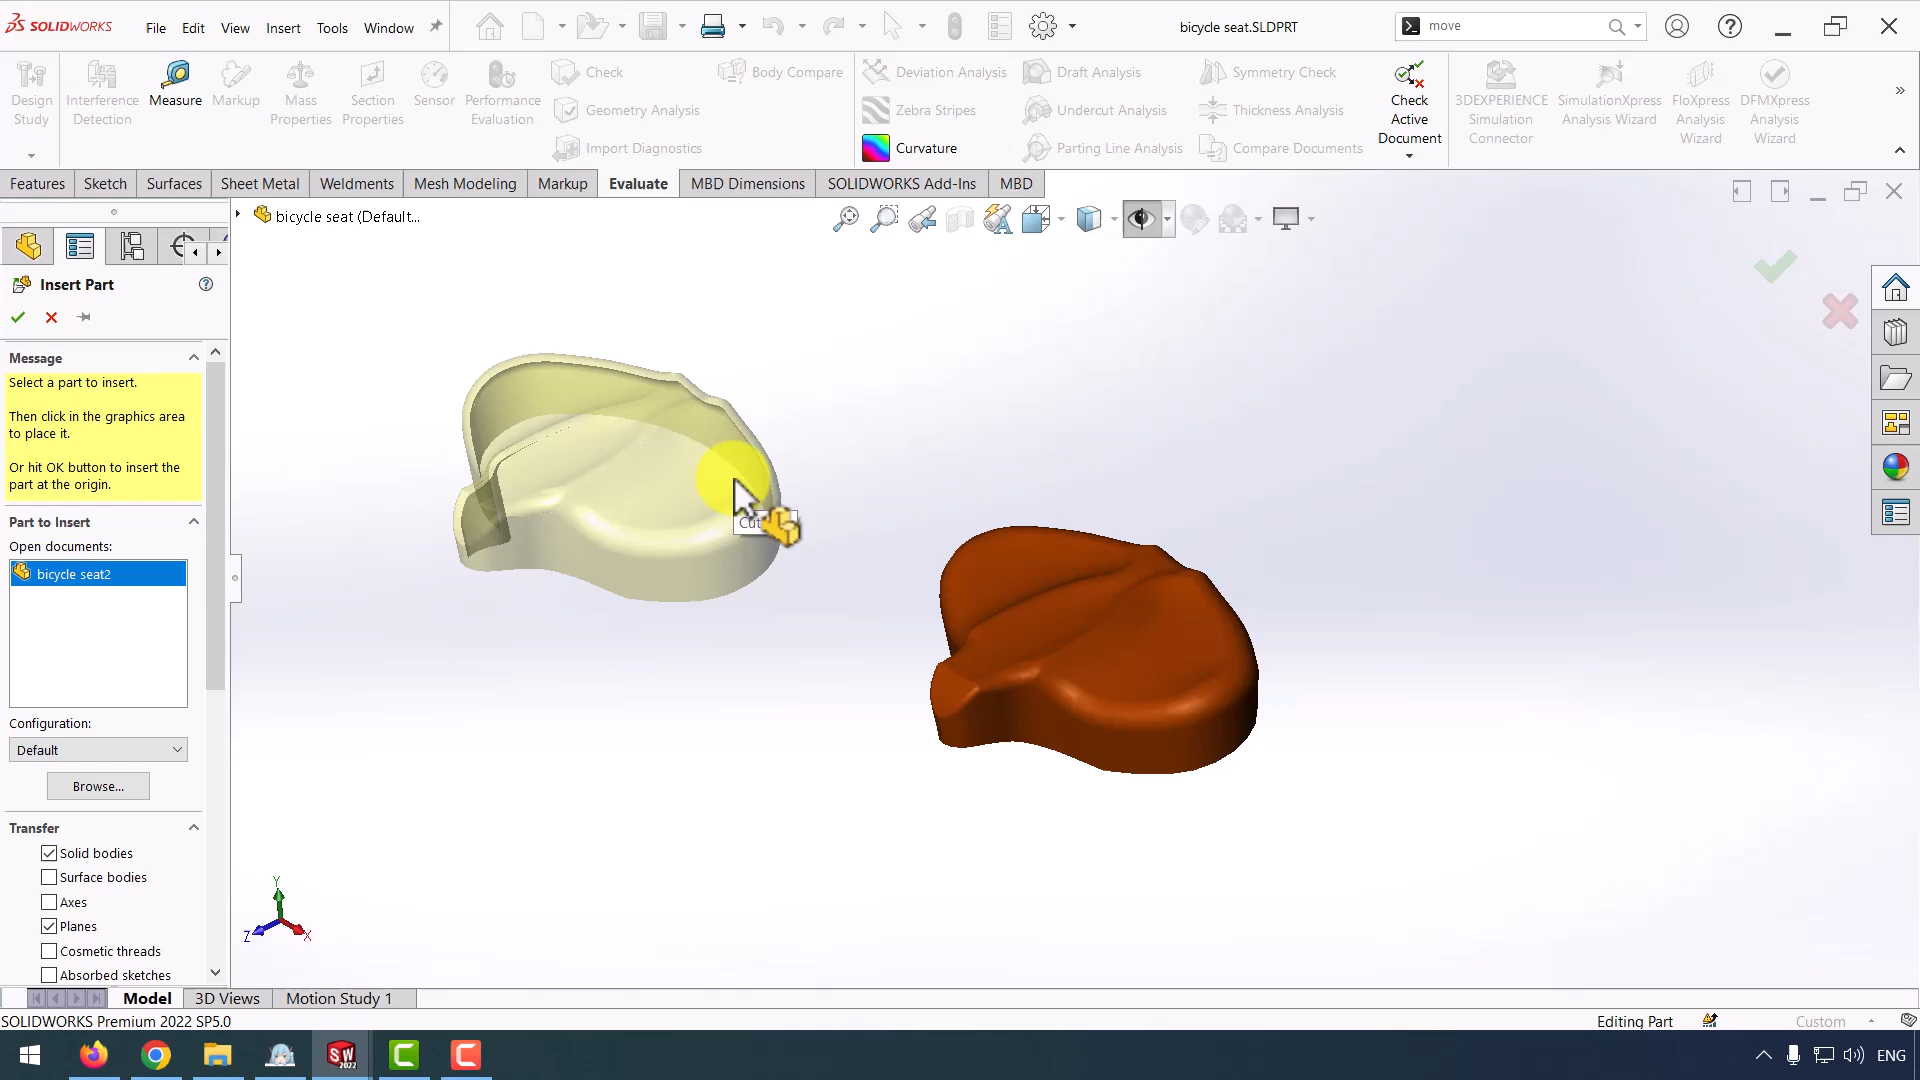 SOLIDWORKS
File Edit View Insert Tools Window
bicycle seat.SLDPRT
move
Design Study
Interference Detection
Measure
Markup
Mass Properties
Section Properties
Sensor
Performance Evaluation
Check
Geometry Analysis
Import Diagnostics
Body Compare
Deviation Analysis
Zebra Stripes
Curvature
Draft Analysis
Undercut Analysis
Parting Line Analysis
Symmetry Check
Thickness Analysis
Compare Documents
Check Active Document
3DEXPERIENCE Simulation Connector
SimulationXpress Analysis Wizard
FloXpress Analysis Wizard
DFMXpress Analysis Wizard
Features Sketch Surfaces Sheet Metal Weldments Mesh Modeling Markup Evaluate MBD Dimensions SOLIDWORKS Add-Ins MBD
bicycle seat (Default...
Insert Part
Message
Select a part to insert.
Then click in the graphics area
to place it.
Or hit OK button to insert the
part at the origin.
Part to Insert
Open documents:
bicycle seat2
Configuration:
Default
Browse...
Transfer
Solid bodies
Surface bodies
Axes
Planes
Cosmetic threads
Absorbed sketches
Cut
Y
Z
X
Model 3D Views Motion Study 1
SOLIDWORKS Premium 2022 SP5.0
Editing Part
Custom
SW
2022
C
C
ENG